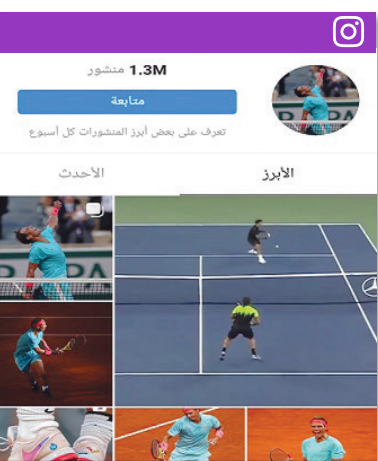 1.3M منشور
متابعة
تعرف على بعض أبرز المنشورات كل أسبوع
الأبرز
الأحدث